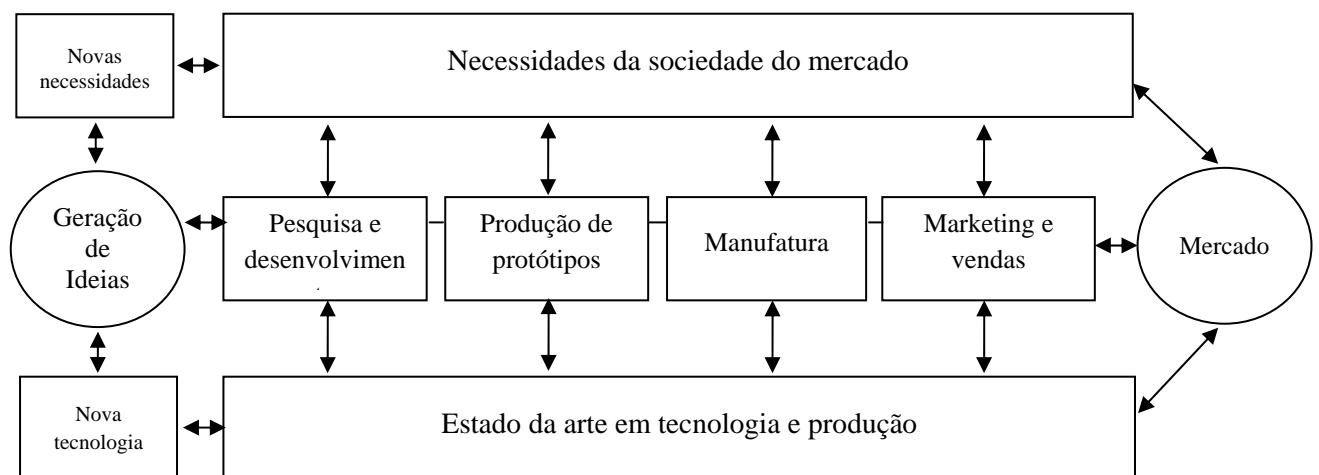 Novas
necessidades
Necessidades da sociedade do mercado
Geração
de
Ideias
Pesquisa e
desenvolvimen
Produção de
protótipos
Manufatura
Marketing e
vendas
Mercado
Nova
tecnologia
Estado da arte em tecnologia e produção